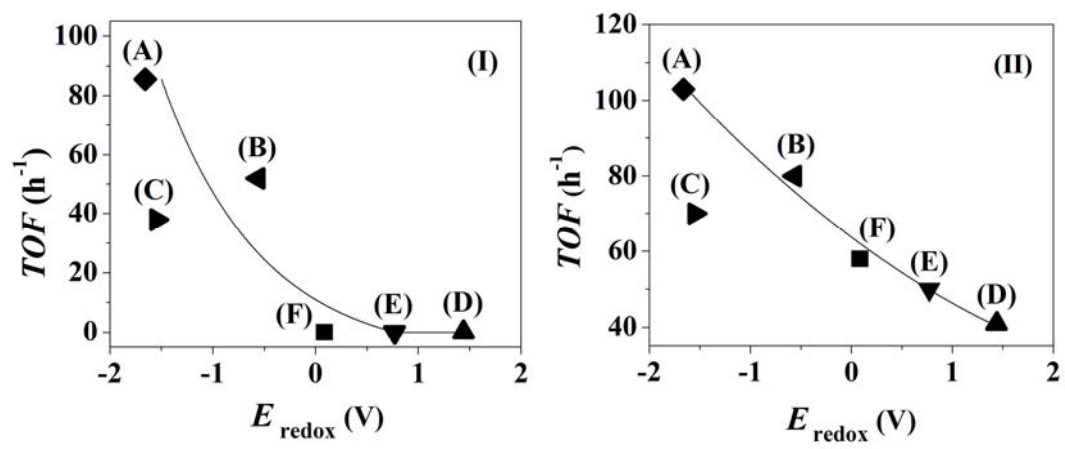 (I)
100
80
60
40
20
0
TOF (h⁻¹)
(A)
(B)
(C)
(F)
(E)
(D)
-2
-1
0
1
2
E redox (V)
(II)
120
100
80
60
40
TOF (h⁻¹)
(A)
(B)
(C)
(F)
(E)
(D)
-2
-1
0
1
2
E redox (V)